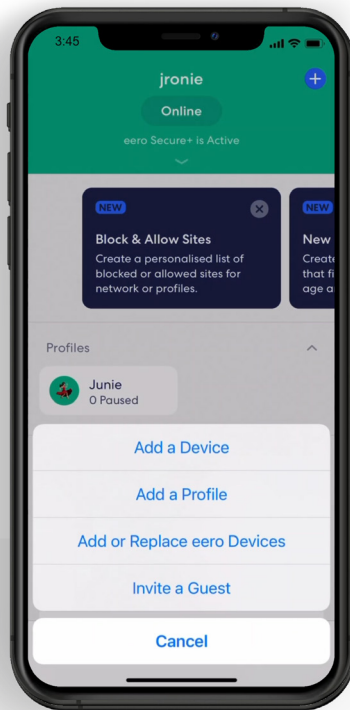 3:45
jronie
Online
eero Secure+ is Active
NEW
Block & Allow Sites
Create a personalised list of
blocked or allowed sites for
network or profiles.
NEW
New
Create
that fi
age a
Profiles
Junie
0 Paused
Add a Device
Add a Profile
Add or Replace eero Devices
Invite a Guest
Cancel